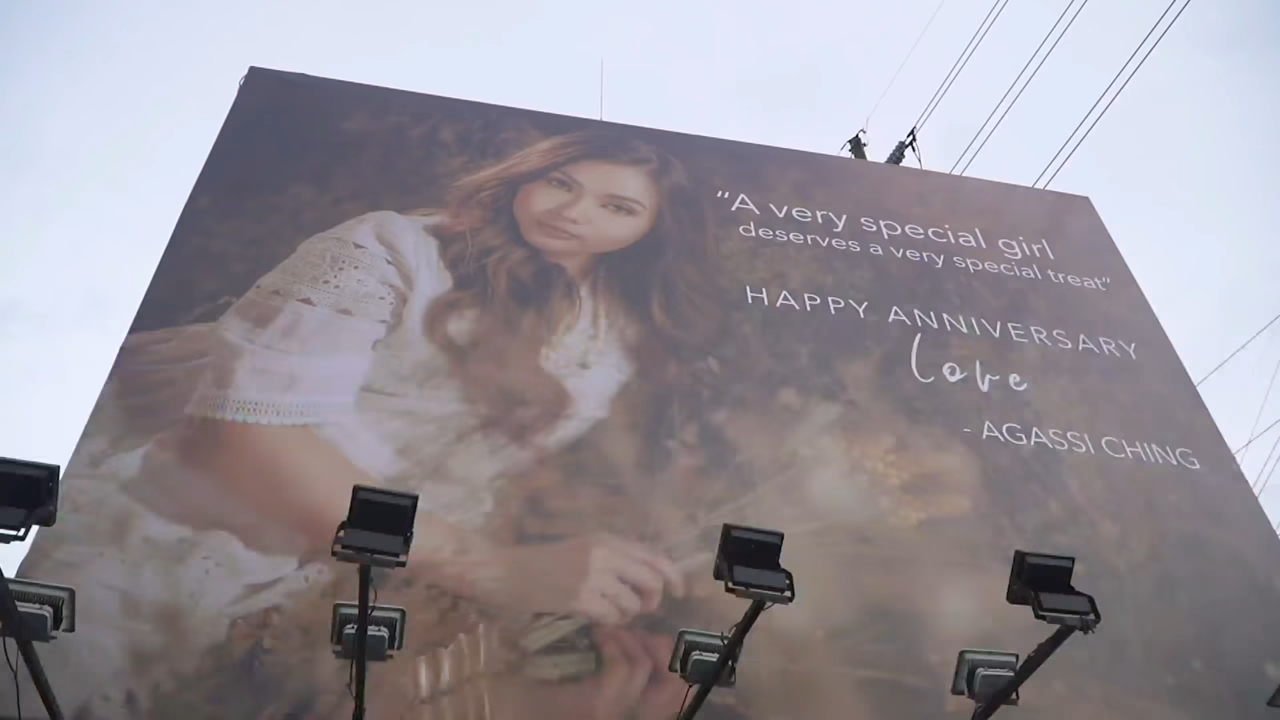 “A very special girl
deserves a very special treat”
HAPPY ANNIVERSARY
love
- AGASSI CHING